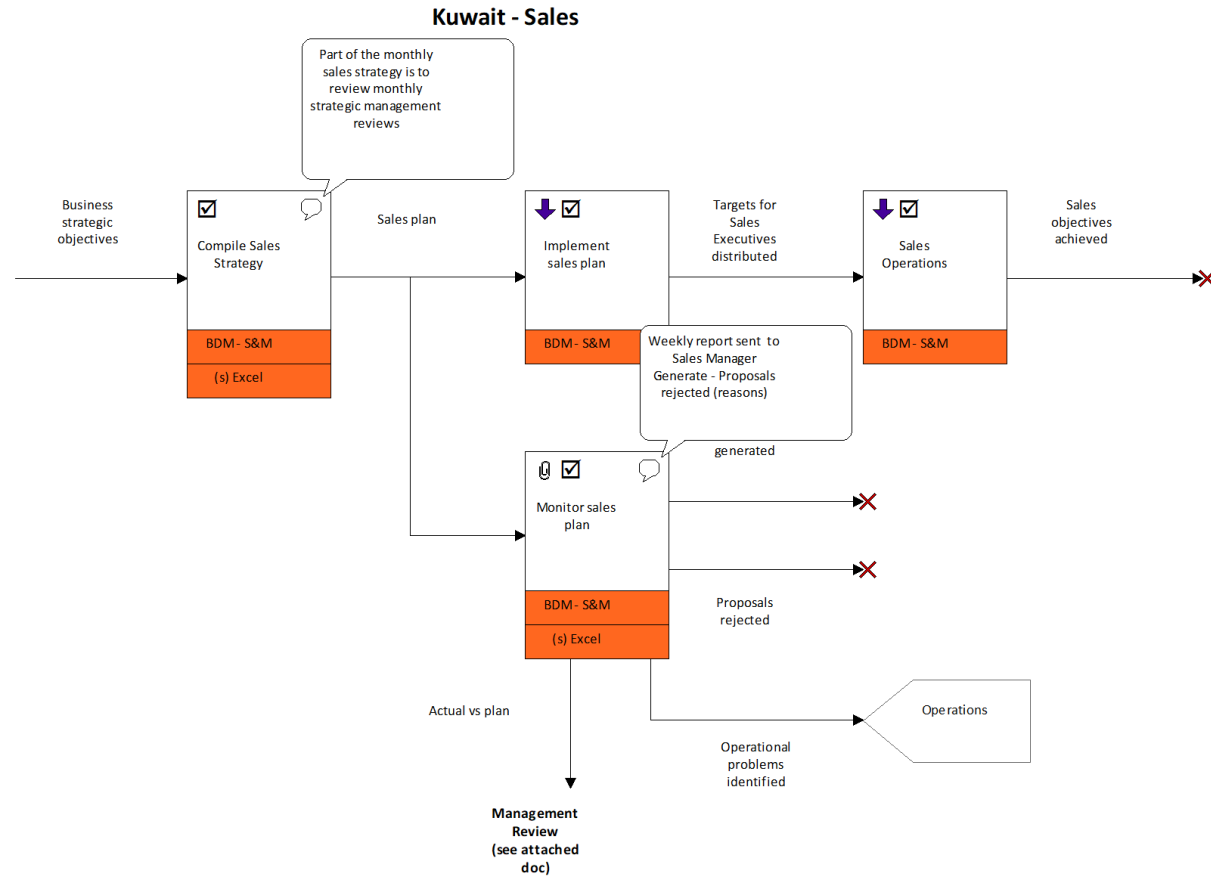 Kuwait - Sales
Part of the monthly
sales strategy is to
review monthly
strategic management
reviews
Business
strategic
objectives
Compile Sales
Strategy
BDM - S&M
(s) Excel
Sales plan
Implement
sales plan
BDM - S&M
Targets for
Sales
Executives
distributed
Sales
Operations
BDM - S&M
Sales
objectives
achieved
Weekly report sent to
Sales Manager
Generate - Proposals
rejected (reasons)
generated
Monitor sales
plan
BDM - S&M
(s) Excel
Proposals
rejected
Actual vs plan
Operations
Operational
problems
identified
Management
Review
(see attached
doc)